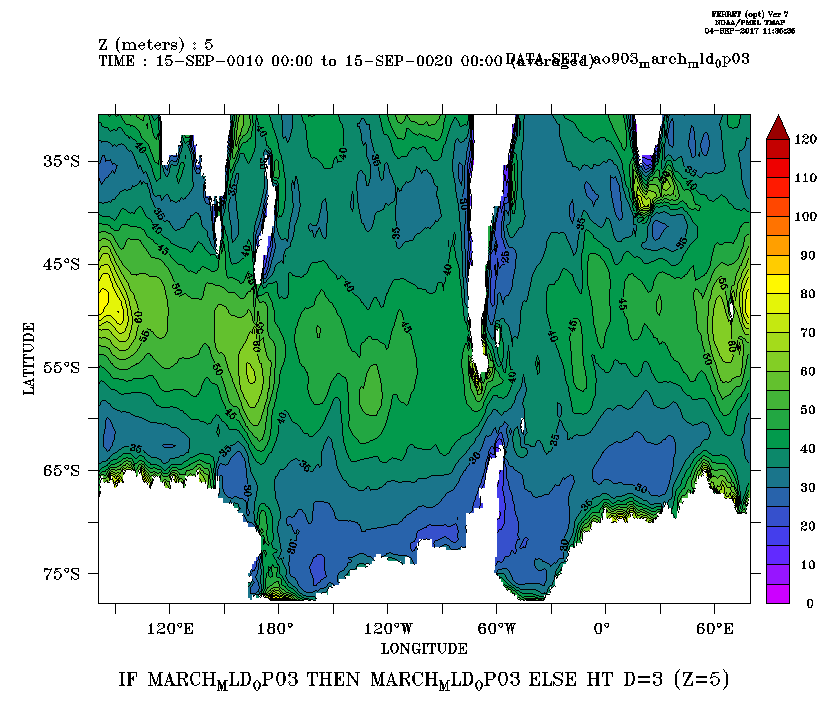 FERRET (opt) Ver 7
NOAA/PMEL TMAP
04-SEP-2017 11:36:26
Z (meters) : 5
TIME : 15-SEP-0010 00:00 to 15-SEP-0020 00:00 (averaged)
DATA SET: ao903_march_mld_0p03
35°S
45°S
55°S
65°S
75°S
LATITUDE
120°E 180° 120°W 60°W 0° 60°E
LONGITUDE
120
110
100
90
80
70
60
50
40
30
20
10
0
IF MARCH_MLD_0P03 THEN MARCH_MLD_0P03 ELSE HT D=3 (Z=5)